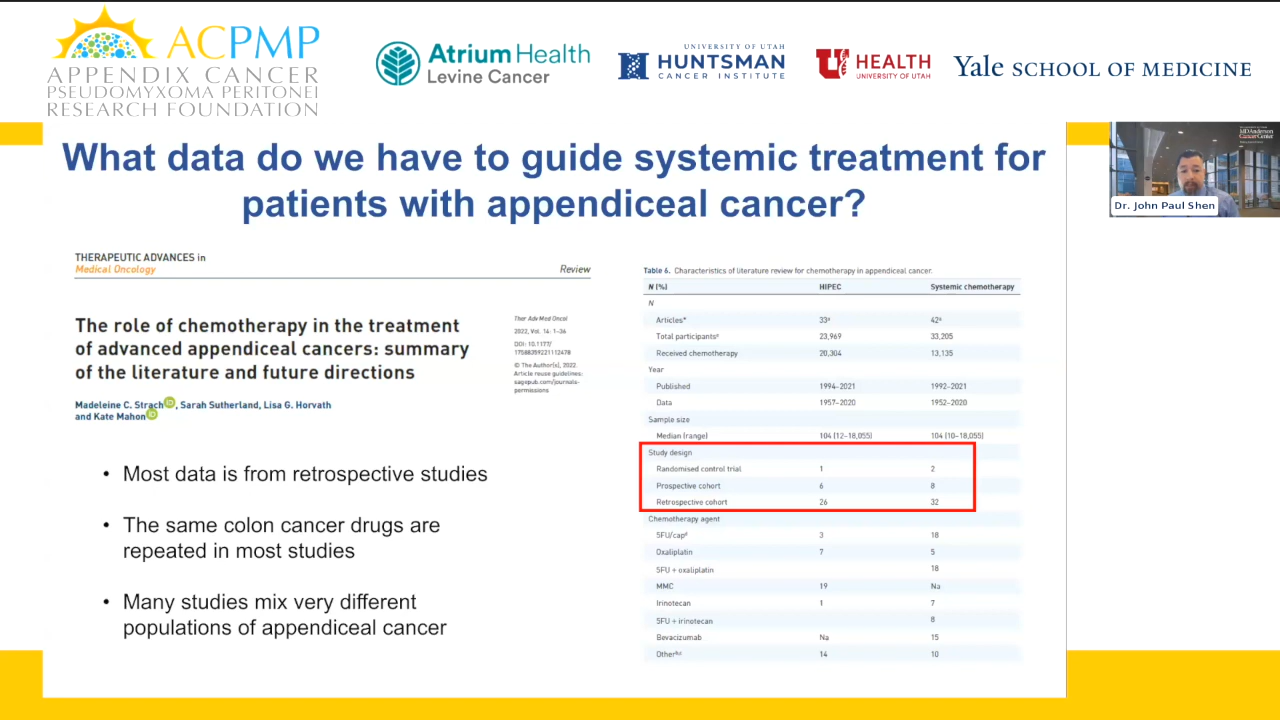 ACPMP
APPENDIX CANCER
PSEUDOMYXOMA PERITONEI
RESEARCH FOUNDATION
Atrium Health
Levine Cancer
UNIVERSITY OF UTAH
HUNTSMAN
CANCER INSTITUTE
U HEALTH
UNIVERSITY OF UTAH
Yale SCHOOL OF MEDICINE
What data do we have to guide systemic treatment for
patients with appendiceal cancer?
MDAnderson
Cancer Center
Dr. John Paul Shen
THERAPEUTIC ADVANCES in
Medical Oncology
Review
The role of chemotherapy in the treatment
of advanced appendiceal cancers: summary
of the literature and future directions
Madeleine C. Strach iD, Sarah Sutherland, Lisa G. Horvath
and Kate Mahon iD
Ther Adv Med Oncol
2022, Vol. 14: 1–26
DOI: 10.1177/
17588359221112478
© The Author(s), 2022.
Article reuse guidelines:
sagepub.com/journals-
permissions
• Most data is from retrospective studies
• The same colon cancer drugs are
repeated in most studies
• Many studies mix very different
populations of appendiceal cancer
Table 6. Characteristics of literature review for chemotherapy in appendiceal cancer.
N (%) HIPEC Systemic chemotherapy
N
Articles* 33ᵃ 42ᵃ
Total participants 23,969 33,205
Received chemotherapy 20,304 13,135
Year
Published 1994–2021 1992–2021
Data 1957–2020 1952–2020
Sample size
Median (range) 104 (12–18,055) 104 (10–18,055)
Study design
Randomised control trial 1 2
Prospective cohort 6 8
Retrospective cohort 26 32
Chemotherapy agent
5FU/cap 3 18
Oxaliplatin 7 5
5FU + oxaliplatin 18
MMC 19 Na
Irinotecan 1 7
5FU + irinotecan 8
Bevacizumab Na 15
Other 14 10